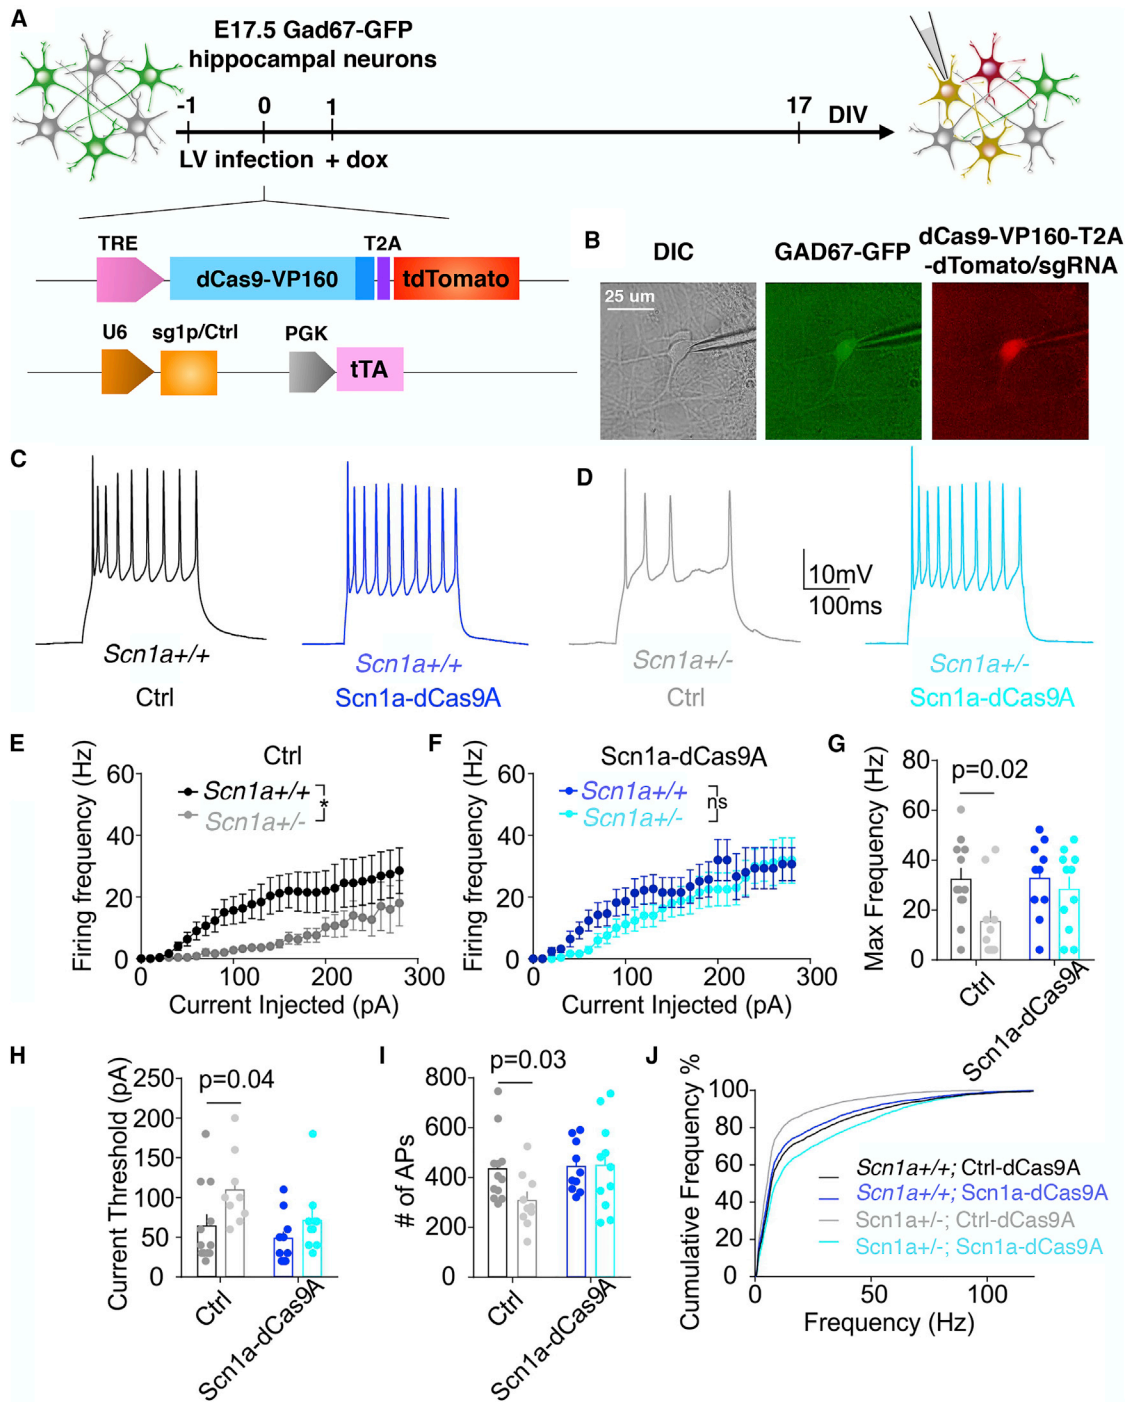 A
E17.5 Gad67-GFP
hippocampal neurons
-1 0 1 17 DIV
LV infection + dox
TRE T2A
dCas9-VP160 tdTomato
U6 sg1p/Ctrl PGK
tTA
B
DIC GAD67-GFP dCas9-VP160-T2A
-dTomato/sgRNA
25 um
C
Scn1a+/+
Ctrl
Scn1a+/+
Scn1a-dCas9A
D
10mV
100ms
Scn1a+/-
Ctrl
Scn1a+/-
Scn1a-dCas9A
E
Ctrl
Firing frequency (Hz)
60
40
20
0
Scn1a+/+
*
Scn1a+/-
100 200 300
Current Injected (pA)
F
Scn1a-dCas9A
Firing frequency (Hz)
60
40
20
0
Scn1a+/+
ns
Scn1a+/-
100 200 300
Current Injected (pA)
G
Max Frequency (Hz)
80
60
40
20
0
p=0.02
Ctrl
Scn1a-dCas9A
H
Current Threshold (pA)
250
200
150
100
50
0
p=0.04
Ctrl
Scn1a-dCas9A
I
# of APs
800
600
400
200
0
p=0.03
Ctrl
Scn1a-dCas9A
J
Cumulative Frequency %
100
80
60
40
20
0
Scn1a+/+; Ctrl-dCas9A
Scn1a+/+; Scn1a-dCas9A
Scn1a+/-; Ctrl-dCas9A
Scn1a+/-; Scn1a-dCas9A
0 50 100
Frequency (Hz)